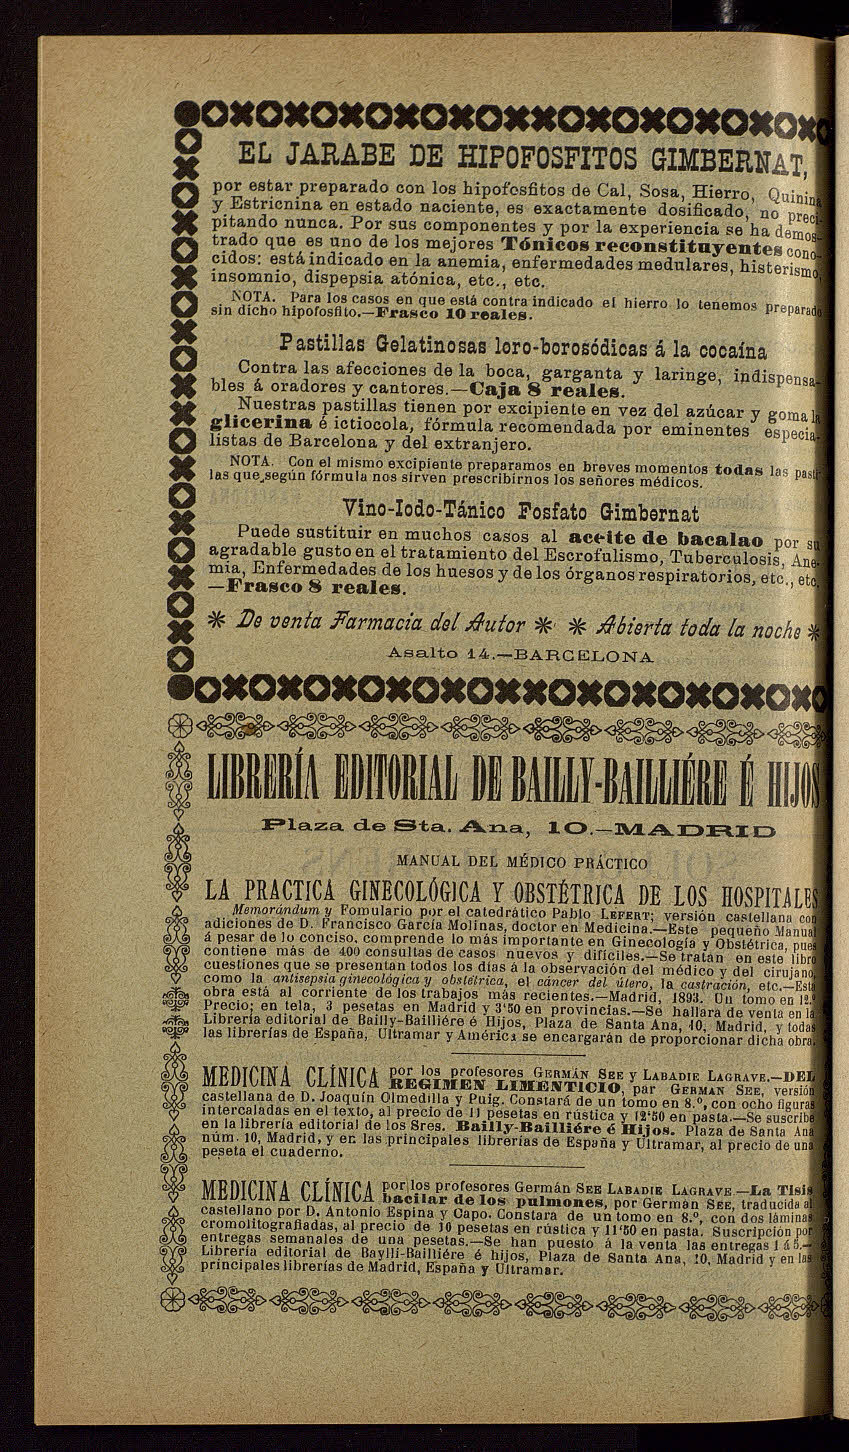 EL JARABE DE HIPOFOSFITOS GIMBERNAT,
por estar preparado con los hipofosfitos de Cal, Sosa, Hierro, Quinina
y Estricnina en estado naciente, es exactamente dosificado, no preci-
pitando nunca. Por sus componentes y por la experiencia se ha demos-
trado que es uno de los mejores Tónicos reconstituyentes cono-
cidos: está indicado en la anemia, enfermedades medulares, histerismo,
insomnio, dispepsia atónica, etc., etc.
NOTA. Para los casos en que está contra indicado el hierro lo tenemos preparado
sin dicho hipofosfito.—Frasco 10 reales.
Pastillas Gelatinosas loro-borosódicas á la cocaína
Contra las afecciones de la boca, garganta y laringe, indispensa-
bles á oradores y cantores.—Caja 8 reales.
Nuestras pastillas tienen por excipiente en vez del azúcar y goma la
glicerina é ictiocola, fórmula recomendada por eminentes especia-
listas de Barcelona y del extranjero.
NOTA. Con el mismo excipiente preparamos en breves momentos todas las pasti-
las que según fórmula nos sirven prescribirnos los señores médicos.
Vino-Iodo-Tánico Fosfato Gimbernat
Puede sustituir en muchos casos al aceite de bacalao por su
agradable gusto en el tratamiento del Escrofulismo, Tuberculosis, Ane-
mia, Enfermedades de los huesos y de los órganos respiratorios, etc., etc.
—Frasco 8 reales.
* De venta Farmacia del Autor * * Abierta toda la noche *
Asalto 14.—BARCELONA
LIBRERÍA EDITORIAL DE BAILLY-BAILLIÉRE É HIJOS
Plaza de Sta. Ana, 10.—MADRID
MANUAL DEL MÉDICO PRÁCTICO
LA PRACTICA GINECOLÓGICA Y OBSTÉTRICA DE LOS HOSPITALES
Memorándum y Fomulario por el catedrático Pablo LEFERT; versión castellana con
adiciones de D. Francisco García Molinas, doctor en Medicina.—Este pequeño Manual
á pesar de lo conciso, comprende lo más importante en Ginecología y Obstétrica, pues
contiene más de 400 consultas de casos nuevos y difíciles.—Se tratan en este libro
cuestiones que se presentan todos los días á la observación del médico y del cirujano,
como la antisepsia ginecológica y obstétrica, el cáncer del útero, la castración, etc.—Esta
obra está al corriente de los trabajos más recientes.—Madrid, 1893. Un tomo en 12.º
Precio; en tela, 3 pesetas en Madrid y 3'50 en provincias.—Se hallara de venta en la
Librería editorial de Bailly-Bailliére é Hijos, Plaza de Santa Ana, 10, Madrid, y todas
las librerías de España, Ultramar y América se encargarán de proporcionar dicha obra.
MEDICINA CLÍNICA por los profesores GERMÁN SEE y LABADIE LAGRAVE.—DEL
REGIMEN LIMENTICIO, par GERMAN SEE, versión
castellana de D. Joaquín Olmedilla y Puig. Constará de un tomo en 8.º, con ocho figuras
intercaladas en el texto, al precio de 11 pesetas en rústica y 12'50 en pasta.—Se suscribe
en la librería editorial de los Sres. Bailly-Bailliére é Hijos. Plaza de Santa Ana
núm. 10, Madrid, y en las principales librerías de España y Ultramar, al precio de una
peseta el cuaderno.
MEDICINA CLÍNICA por los profesores Germán SEE LABADIE LAGRAVE—La Tisis
bacilar de los pulmones, por German SEE, traducida al
castellano por D. Antonio Espina y Capo. Constará de un tomo en 8.º, con dos láminas
cromolitografiadas, al precio de 10 pesetas en rústica y 11'50 en pasta. Suscripción por
entregas semanales de una pesetas.—Se han puesto á la venta las entregas 1 á 5.—
Librería editorial de Baylli-Bailliére é hijos, Plaza de Santa Ana, 10, Madrid y en las
principales librerías de Madrid, España y Ultramar.